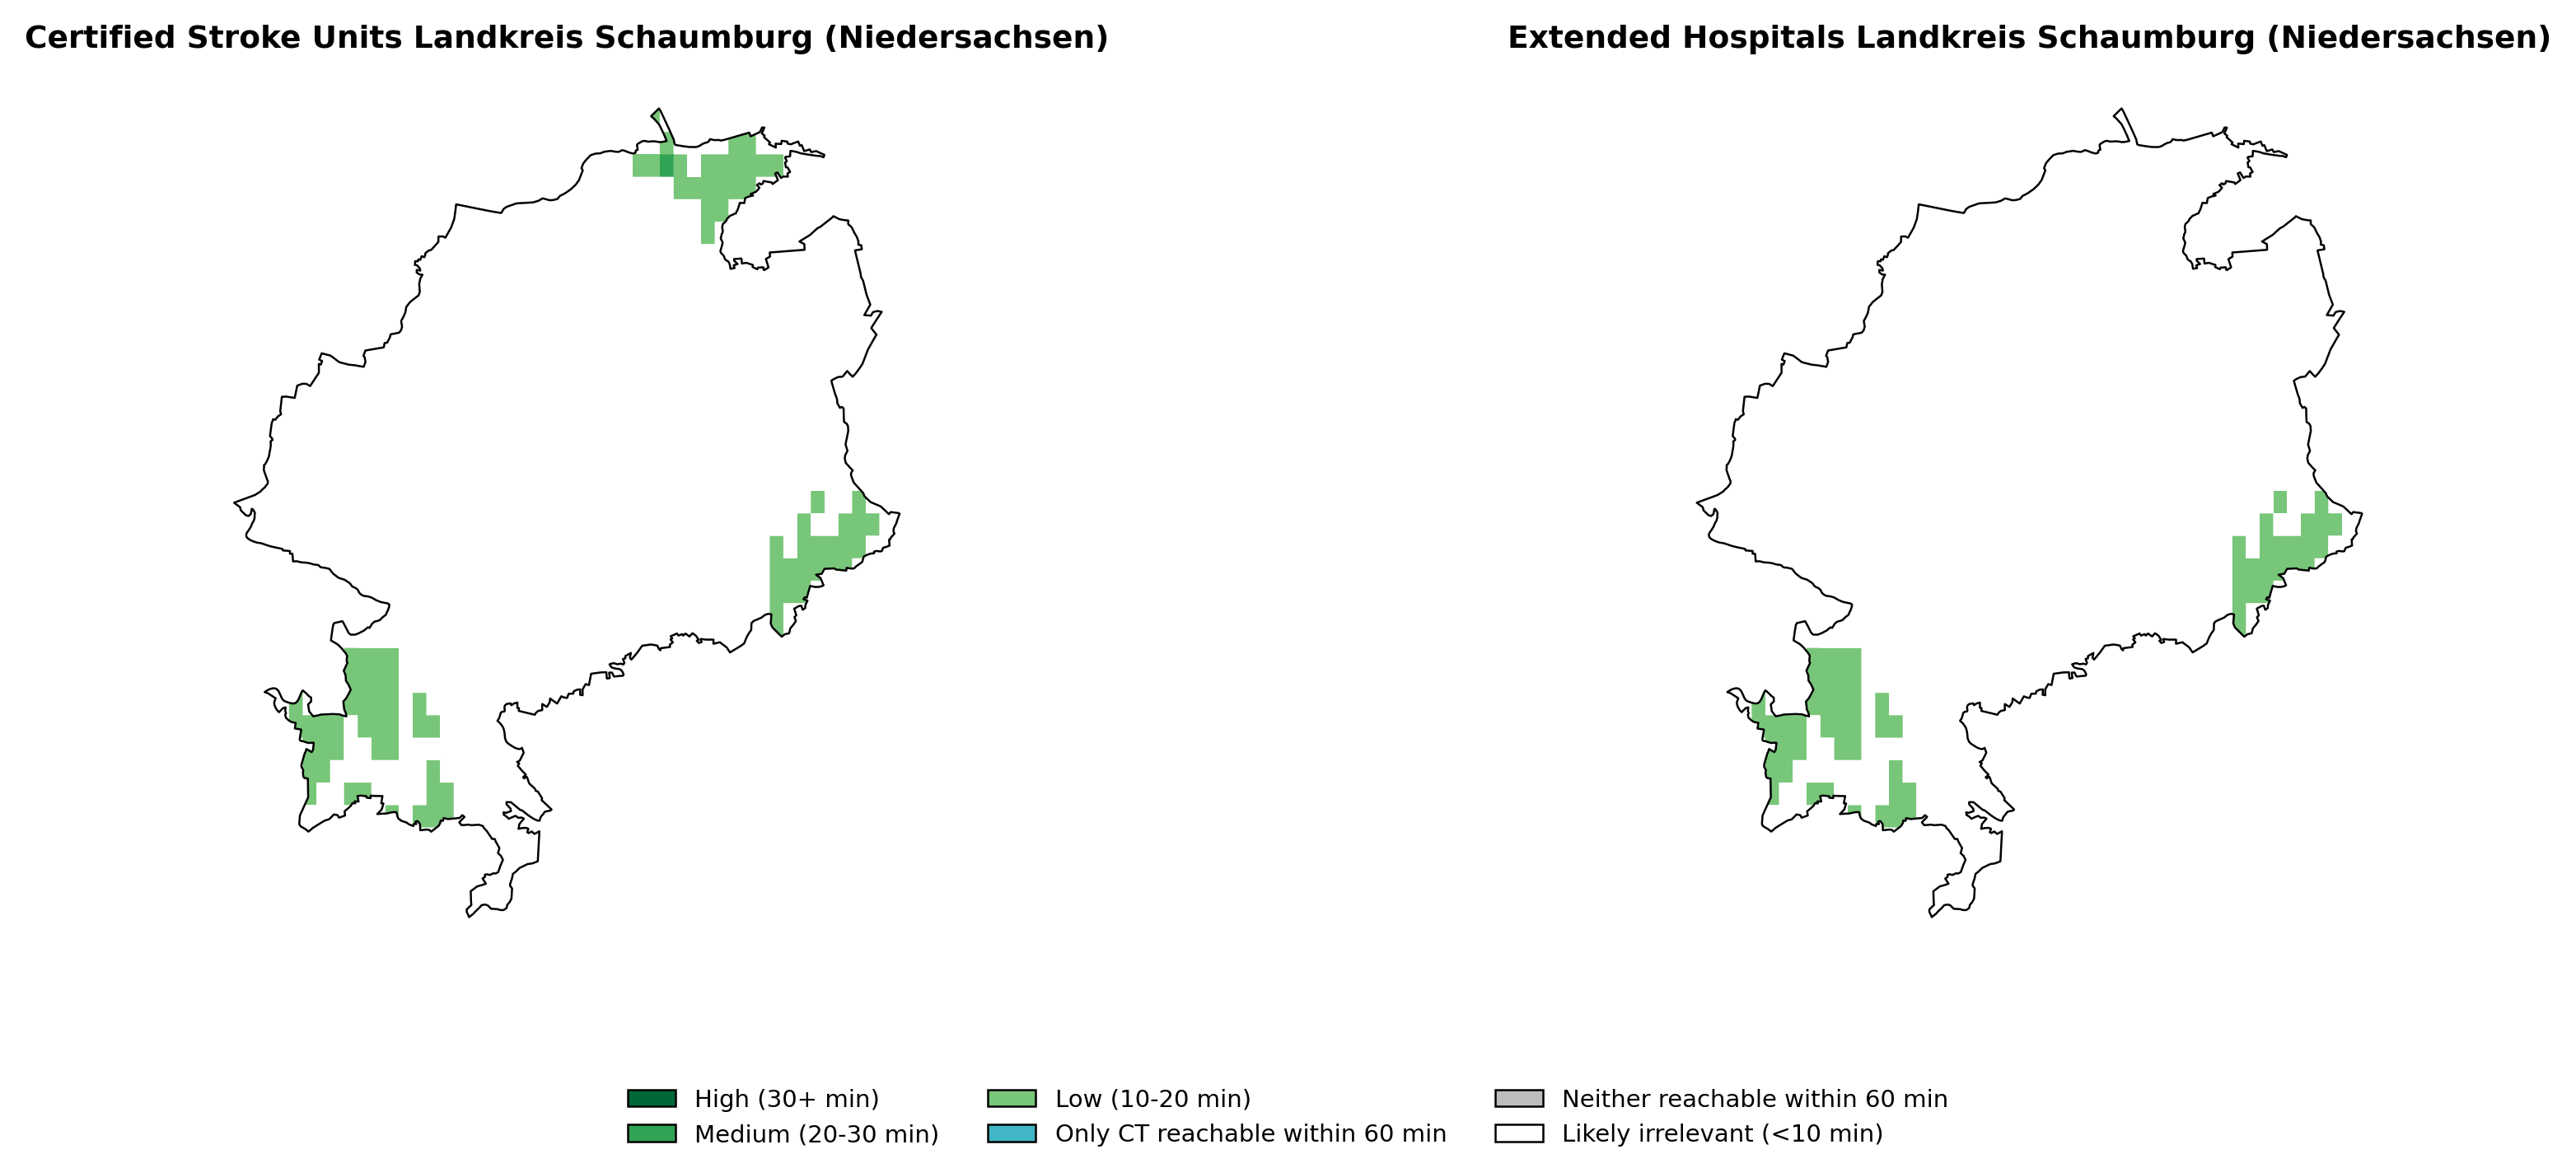 Certified Stroke Units Landkreis Schaumburg (Niedersachsen)
Extended Hospitals Landkreis Schaumburg (Niedersachsen)
High (30+ min)
Medium (20-30 min)
Low (10-20 min)
Only CT reachable within 60 min
Neither reachable within 60 min
Likely irrelevant (<10 min)